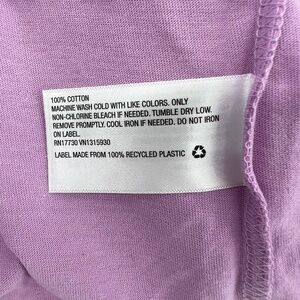 100% COTTON
MACHINE WASH COLD WITH LIKE COLORS. ONLY
NON-CHLORINE BLEACH IF NEEDED. TUMBLE DRY LOW.
REMOVE PROMPTLY. COOL IRON IF NEEDED. DO NOT IRON
ON LABEL.
RN17730 VN1315930
LABEL MADE FROM 100% RECYCLED PLASTIC